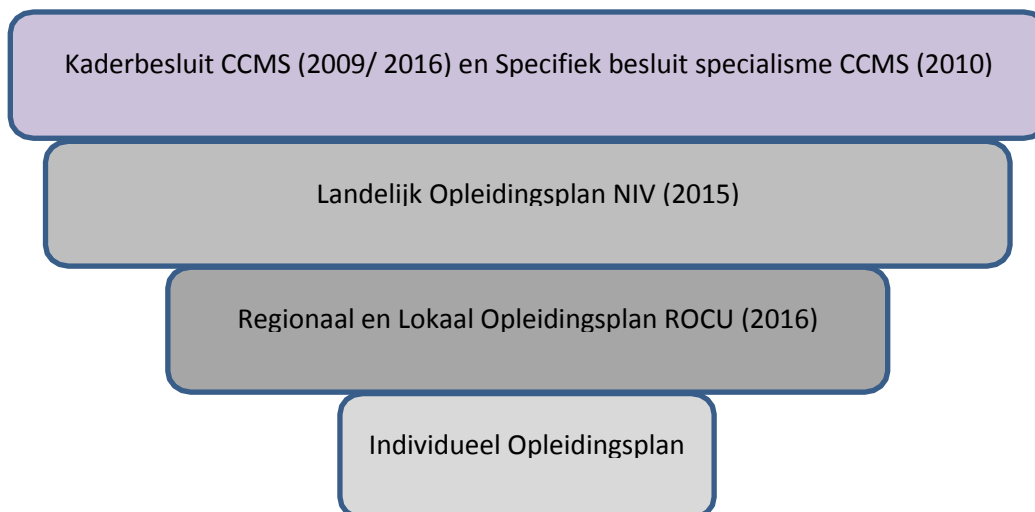 Kaderbesluit CCMS (2009/ 2016) en Specifiek besluit specialisme CCMS (2010)
Landelijk Opleidingsplan NIV (2015)
Regionaal en Lokaal Opleidingsplan ROCU (2016)
Individueel Opleidingsplan